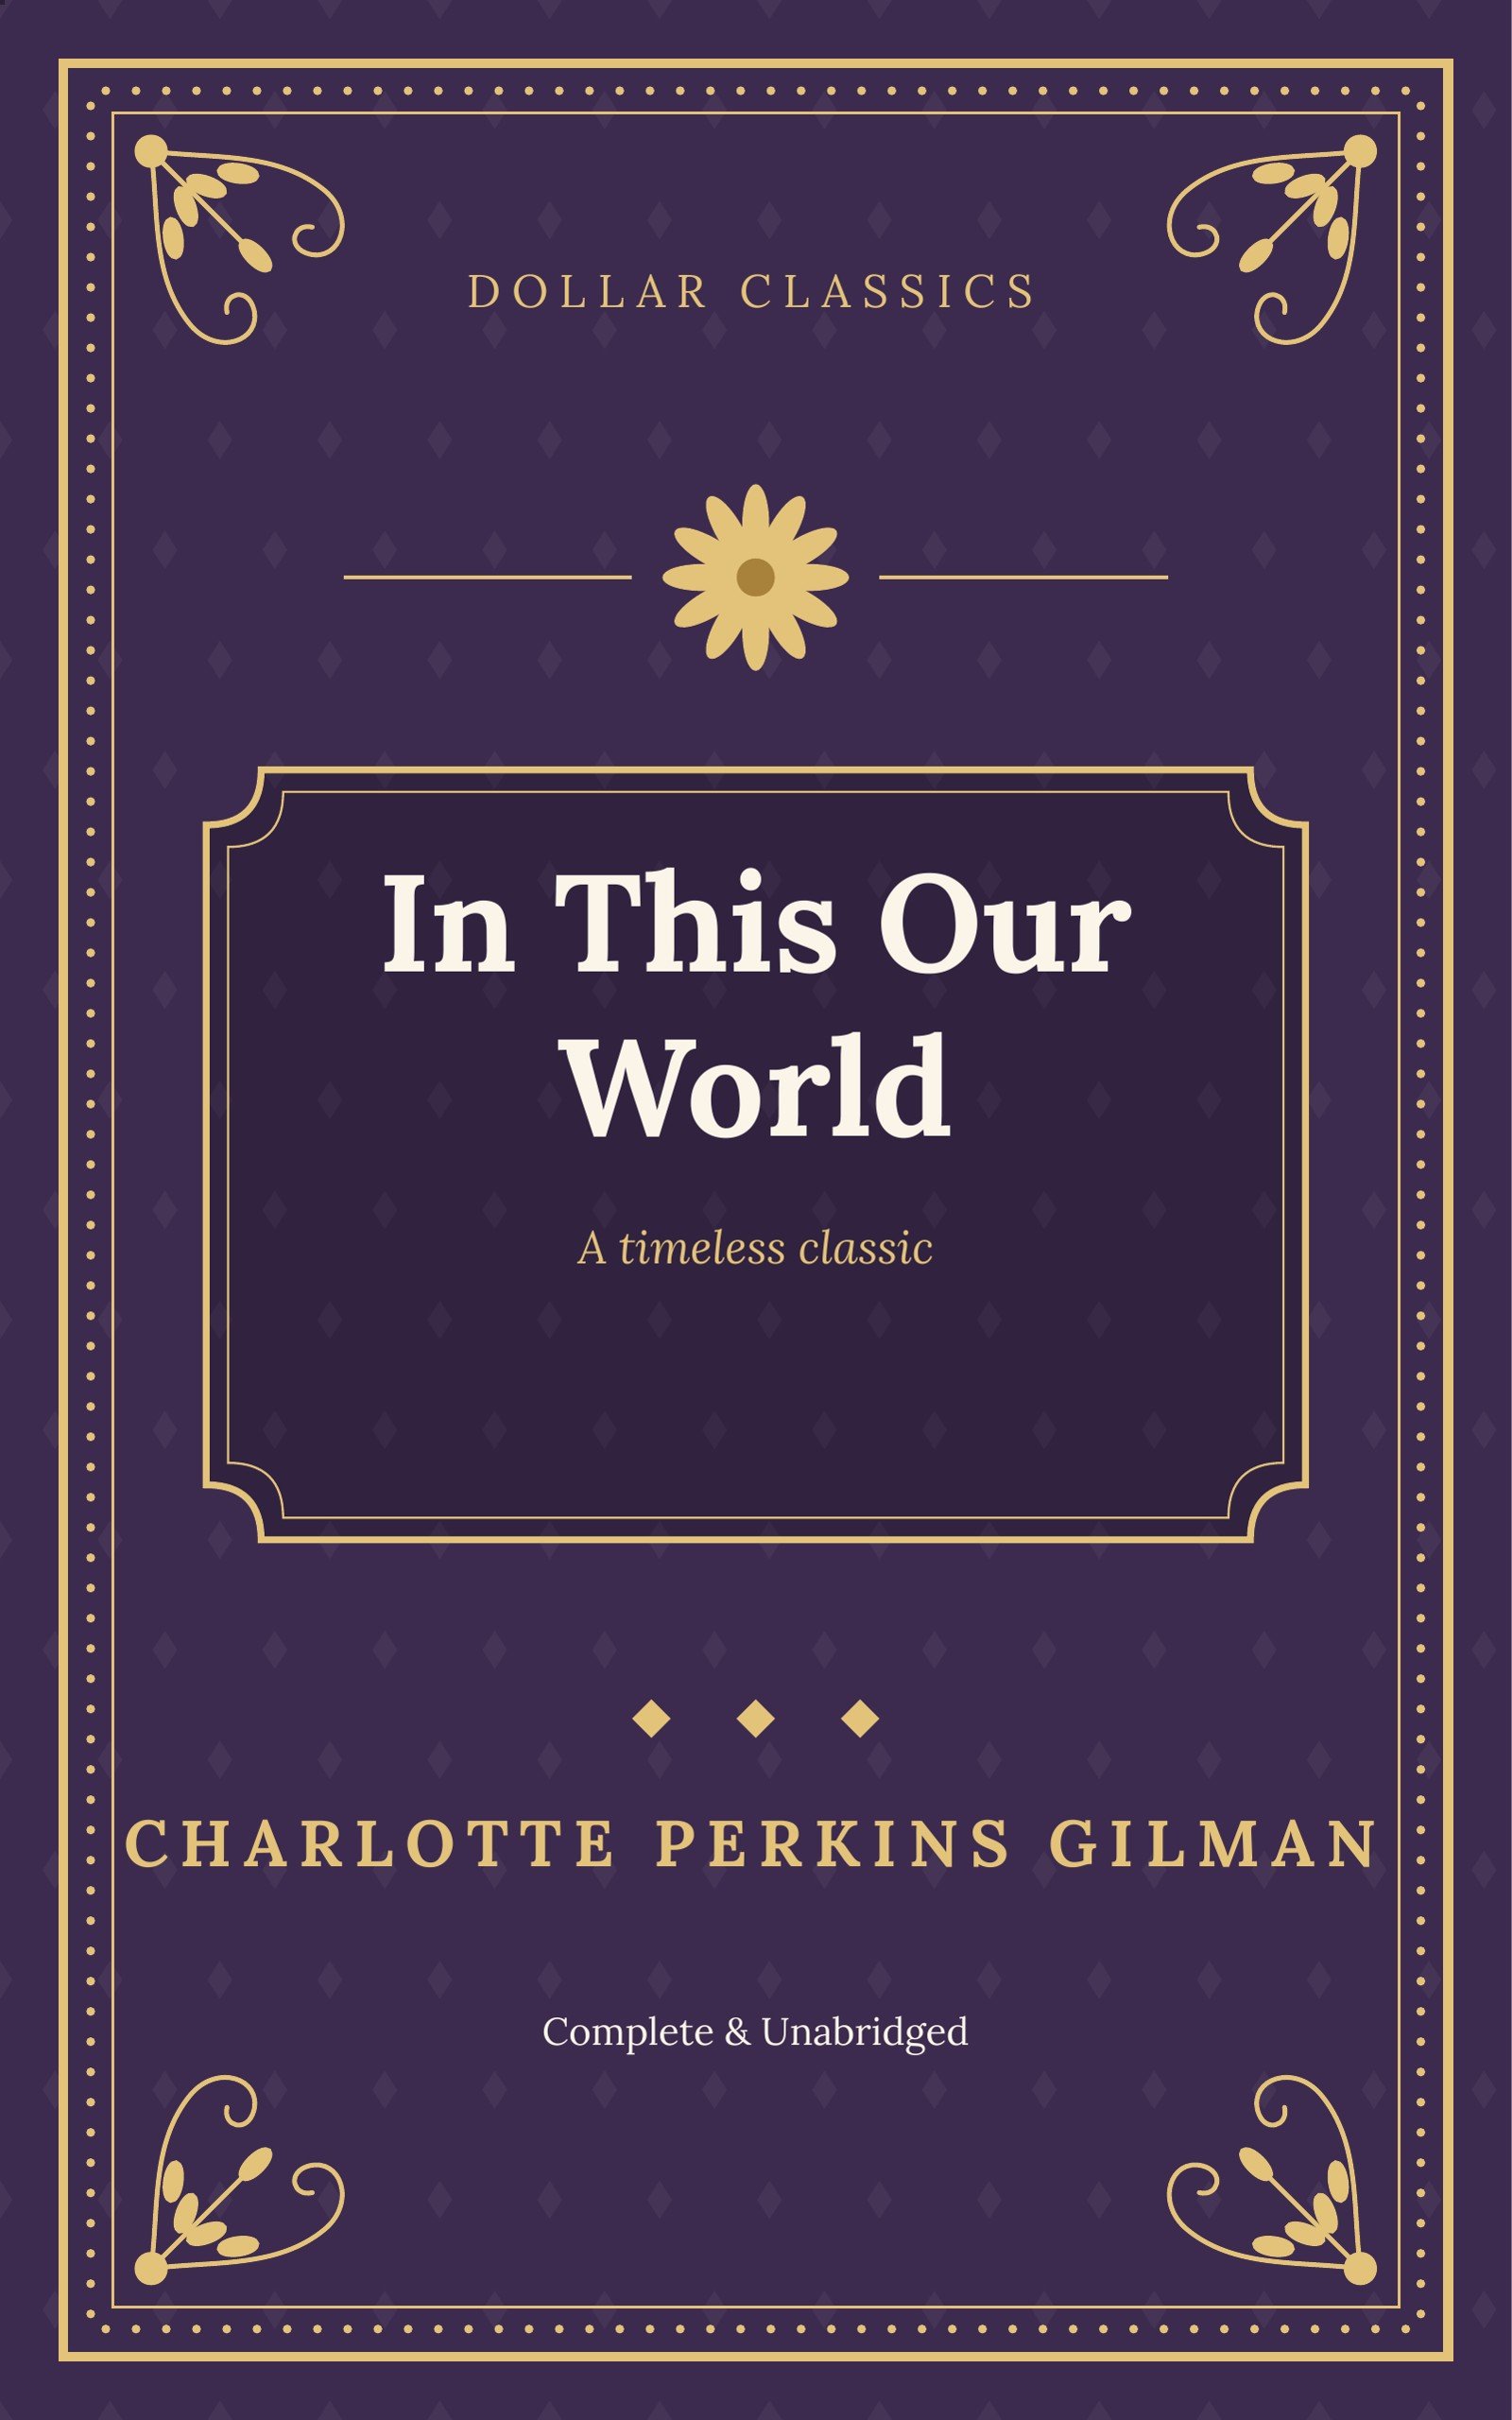 DOLLAR CLASSICS
In This Our
World
A timeless classic
CHARLOTTE PERKINS GILMAN
Complete & Unabridged